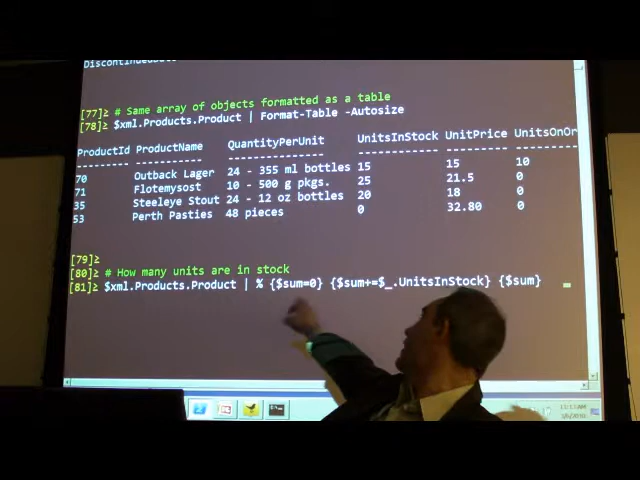 [77]≥ # Same array of objects formatted as a table
[78]≥ $xml.Products.Product | Format-Table -Autosize
ProductId ProductName QuantityPerUnit UnitsInStock UnitPrice UnitsOnOr
--------- ----------- --------------- ------------ --------- ---------
70 Outback Lager 24 - 355 ml bottles 15 15 10
71 Flotemysost 10 - 500 g pkgs. 25 21.5 0
35 Steeleye Stout 24 - 12 oz bottles 20 18 0
53 Perth Pasties 48 pieces 0 32.80 0
[79]≥
[80]≥ # How many units are in stock
[81]≥ $xml.Products.Product | % {$sum=0} {$sum+=$_.UnitsInStock} {$sum}